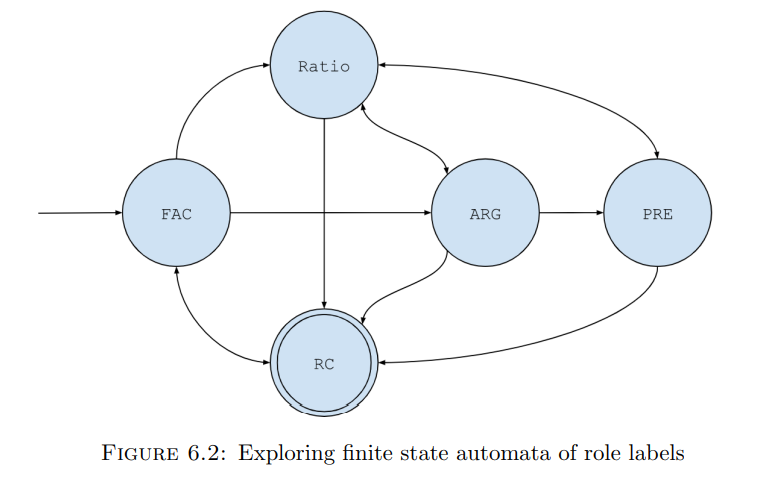 Ratio
FAC
ARG
PRE
RC
FIGURE 6.2: Exploring finite state automata of role labels